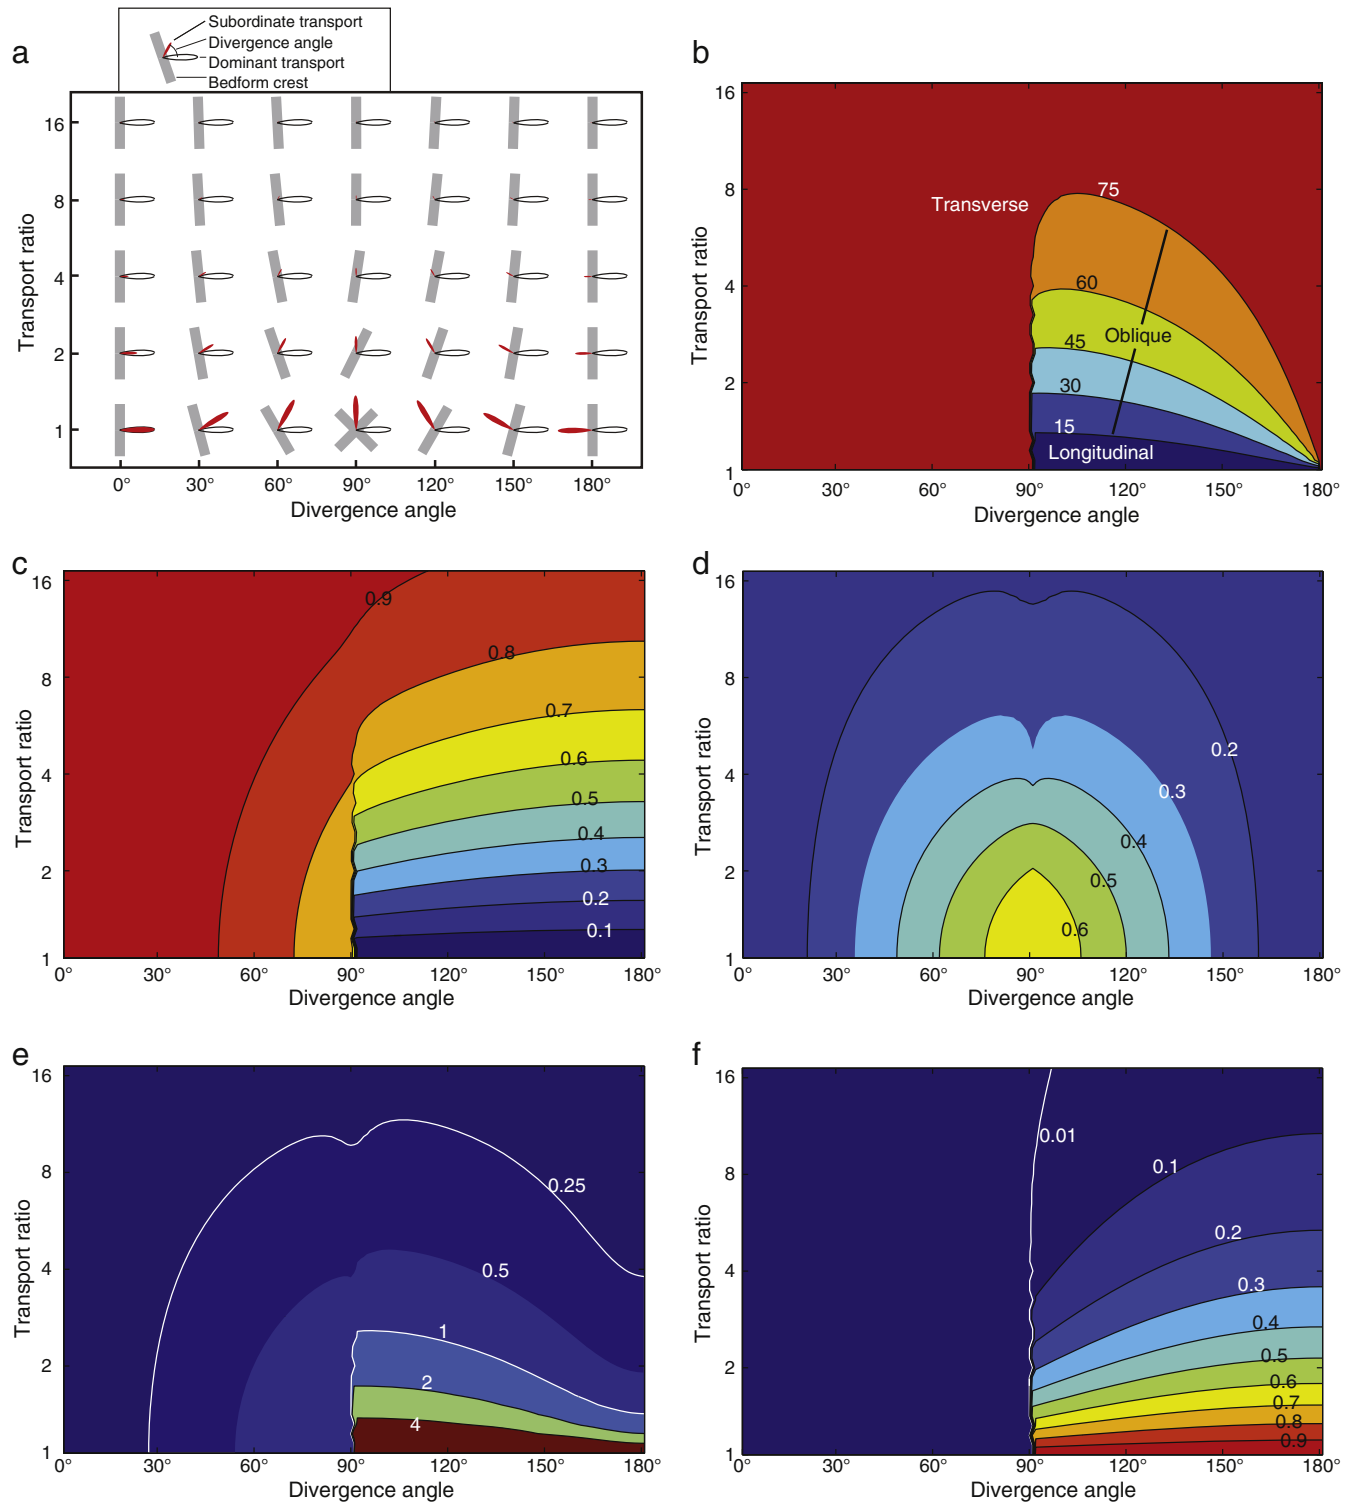 a
Subordinate transport
Divergence angle
Dominant transport
Bedform crest
Transport ratio
16
8
4
2
1
0° 30° 60° 90° 120° 150° 180°
Divergence angle
b
Transport ratio
16
8
4
2
1
Transverse
75
60
Oblique
45
30
15
Longitudinal
0° 30° 60° 90° 120° 150° 180°
Divergence angle
c
Transport ratio
16
8
4
2
1
0.9
0.8
0.7
0.6
0.5
0.4
0.3
0.2
0.1
0° 30° 60° 90° 120° 150° 180°
Divergence angle
d
Transport ratio
16
8
4
2
1
0.2
0.3
0.4
0.5
0.6
0° 30° 60° 90° 120° 150° 180°
Divergence angle
e
Transport ratio
16
8
4
2
1
0.25
0.5
1
2
4
0° 30° 60° 90° 120° 150° 180°
Divergence angle
f
Transport ratio
16
8
4
2
1
0.01
0.1
0.2
0.3
0.4
0.5
0.6
0.7
0.8
0.9
0° 30° 60° 90° 120° 150° 180°
Divergence angle